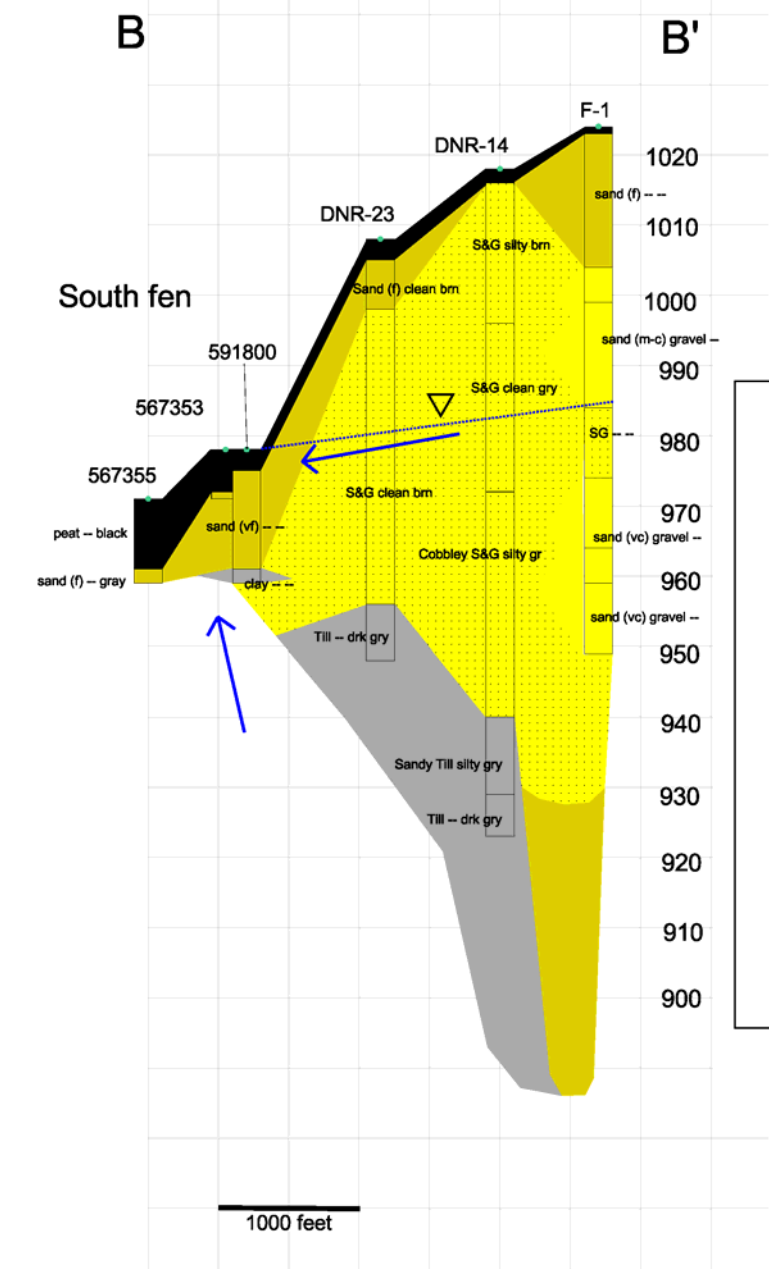 B
B'
F-1
DNR-14
1020
sand (f) -- --
DNR-23
1010
S&G silty brn
South fen
Sand (f) clean brn
1000
sand (m-c) gravel --
591800
990
S&G clean gry
567353
980
SG -- --
567355
S&G clean brn
970
peat -- black
sand (vf) -- --
sand (vc) gravel --
Cobbley S&G silty gr
sand (f) -- gray
clay -- --
960
sand (vc) gravel --
Till -- drk gry
950
940
Sandy Till silty gry
930
Till -- drk gry
920
910
900
1000 feet